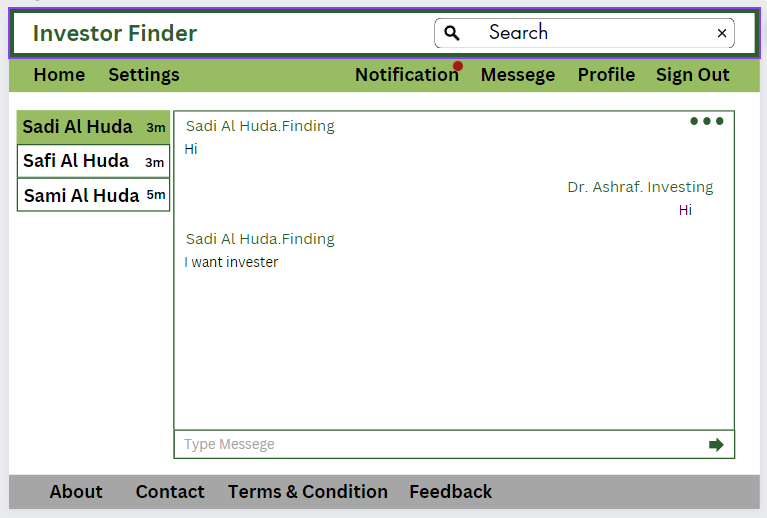 Investor Finder
Search ×
Home Settings Notification Messege Profile Sign Out
Sadi Al Huda 3m
Safi Al Huda 3m
Sami Al Huda 5m
Sadi Al Huda.Finding
Hi
Dr. Ashraf. Investing
Hi
Sadi Al Huda.Finding
I want invester
Type Messege
About Contact Terms & Condition Feedback